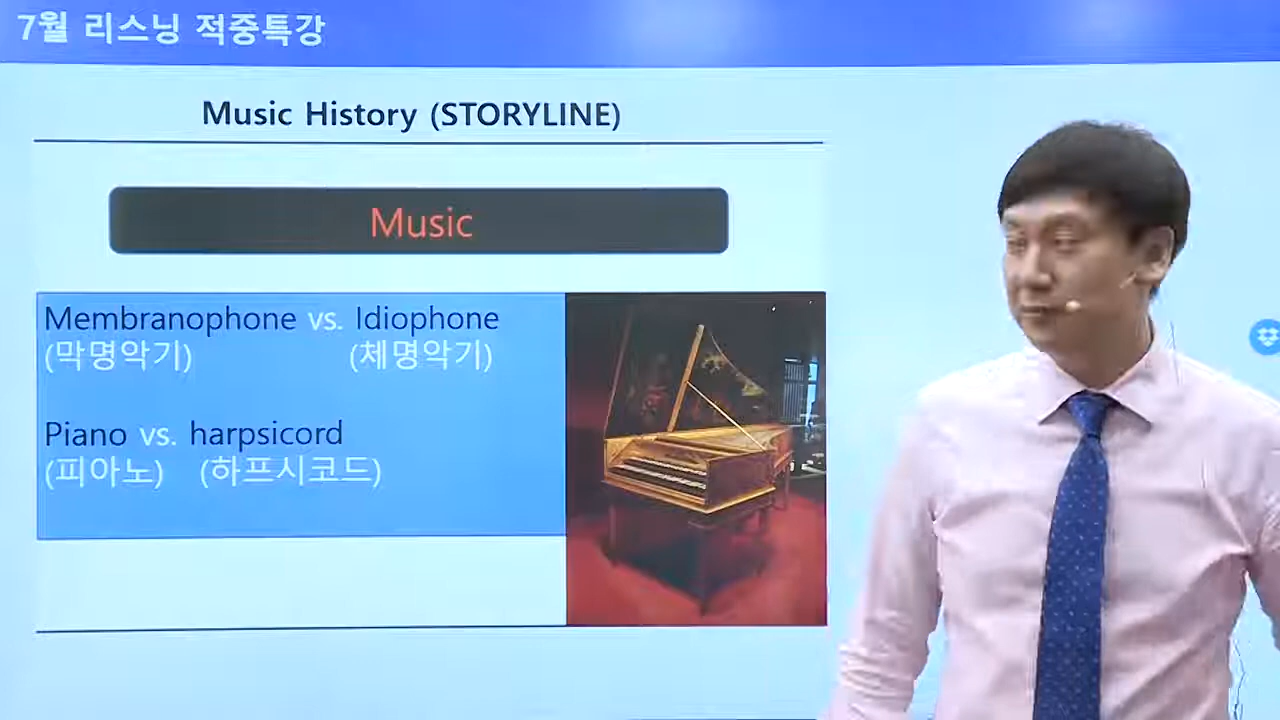 7월 리스닝 적중특강
Music History (STORYLINE)
Music
Membranophone vs. Idiophone
(막명악기) (체명악기)
Piano vs. harpsicord
(피아노) (하프시코드)